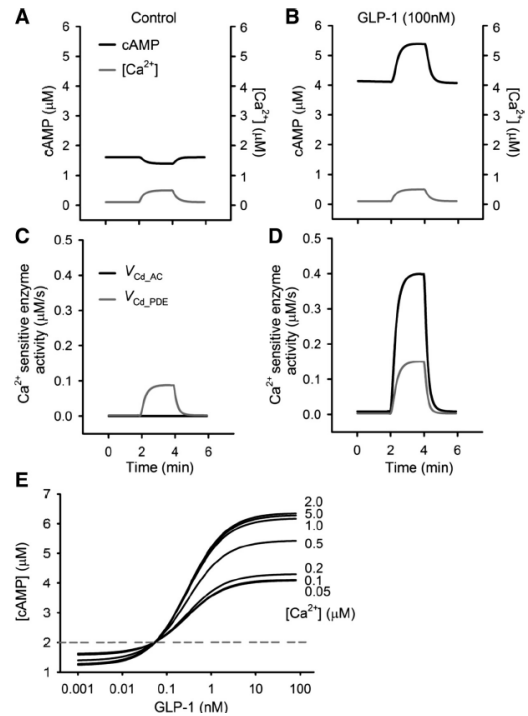 A
Control
6
5
4
3
2
1
0
cAMP (μM)
cAMP
[Ca2+]
6
5
4
3
2
1
0
[Ca2+] (μM)
B
GLP-1 (100nM)
6
5
4
3
2
1
0
cAMP (μM)
6
5
4
3
2
1
0
[Ca2+] (μM)
C
0.5
0.4
0.3
0.2
0.1
0.0
Ca2+ sensitive enzyme
activity (μM/s)
VCd_AC
VCd_PDE
0 2 4 6
Time (min)
D
0.5
0.4
0.3
0.2
0.1
0.0
Ca2+ sensitive enzyme
activity (μM/s)
0 2 4 6
Time (min)
E
7
6
5
4
3
2
1
[cAMP] (μM)
2.0
5.0
1.0
0.5
0.2
0.1
0.05
[Ca2+] (μM)
0.001 0.01 0.1 1 10 100
GLP-1 (nM)